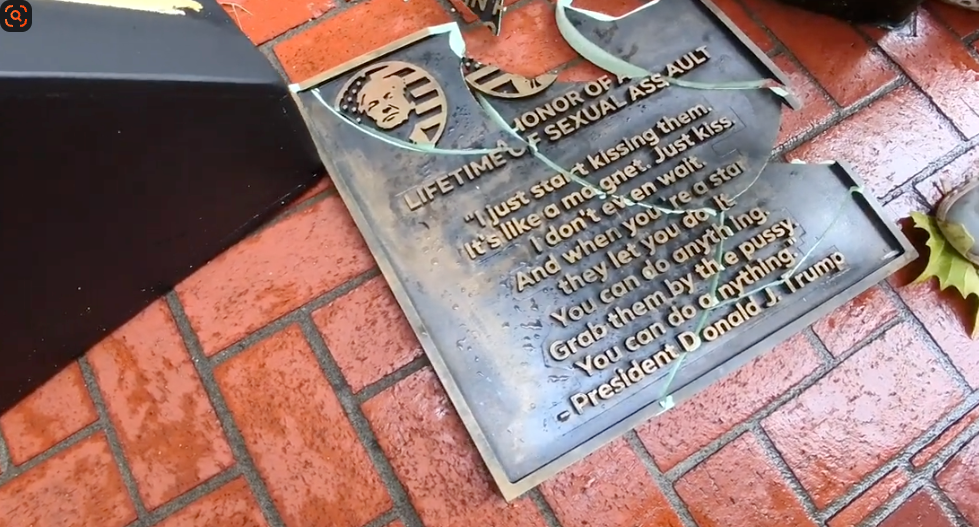 IN A
HONOR OF A
LIFETIME OF SEXUAL ASSAULT
"I just start kissing them.
It's like a magnet. Just kiss.
I don't even wait.
And when you're a star
they let you do it.
You can do anything.
Grab them by the pussy.
You can do anything."
- President Donald J. Trump